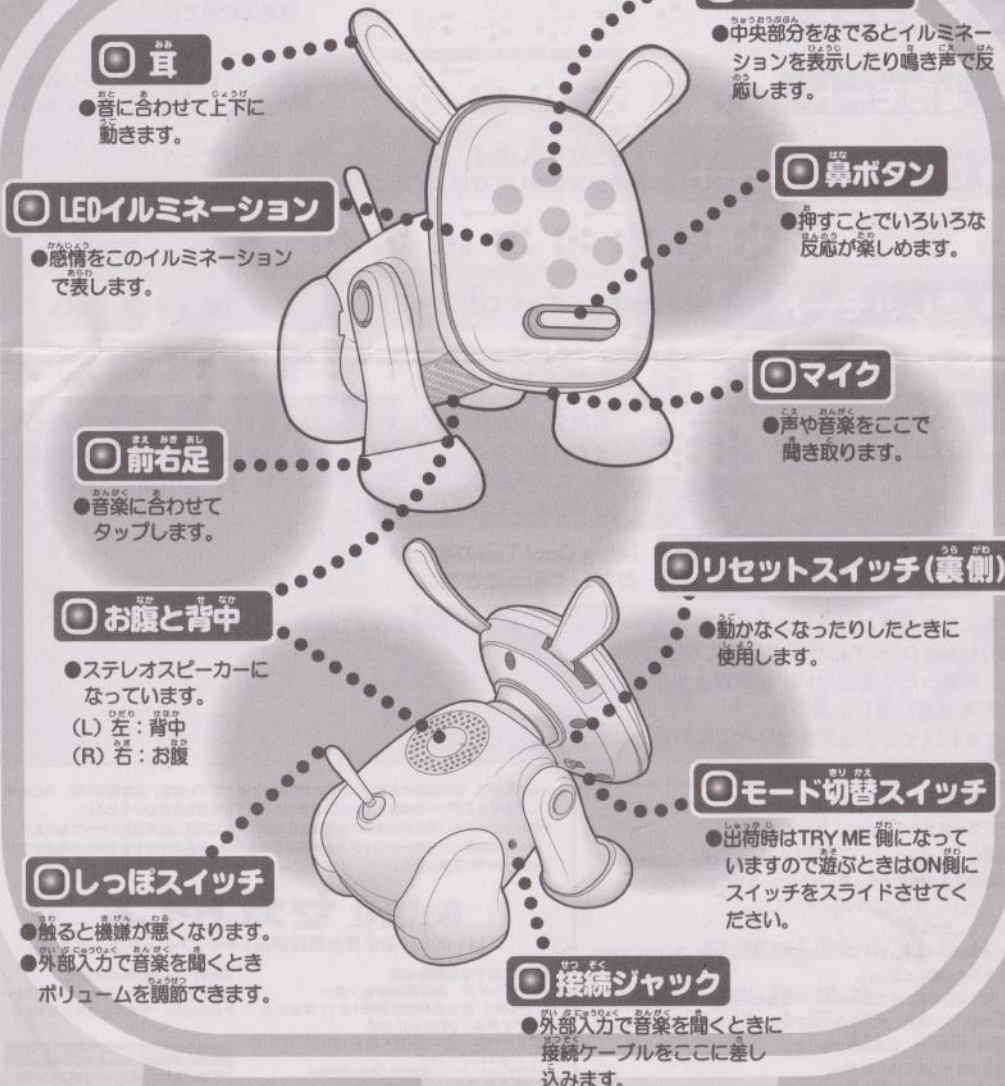 ●中央部分をなでるとイルミネー
ションを表示したり鳴き声で反
応します。
耳
●音に合わせて上下に
動きます。
鼻ボタン
●押すことでいろいろな
反応が楽しめます。
LEDイルミネーション
●感情をこのイルミネーション
で表します。
マイク
●声や音楽をここで
聞き取ります。
前右足
●音楽に合わせて
タップします。
リセットスイッチ(裏側)
●動かなくなったりしたときに
使用します。
お腹と背中
●ステレオスピーカーに
なっています。
(L) 左:背中
(R) 右:お腹
モード切替スイッチ
●出荷時はTRY ME 側になって
いますので遊ぶときはON側に
スイッチをスライドさせてく
ださい。
しっぽスイッチ
●触ると機嫌が悪くなります。
●外部入力で音楽を聞くとき
ボリュームを調節できます。
接続ジャック
●外部入力で音楽を聞くときに
接続ケーブルをここに差し
込みます。